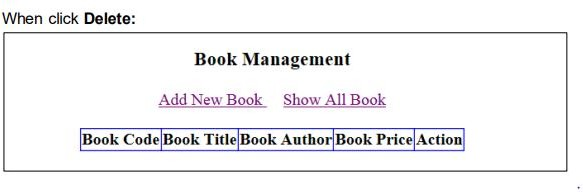 When click Delete:
Book Management
Add New Book Show All Book
Book Code Book Title Book Author Book Price Action
.